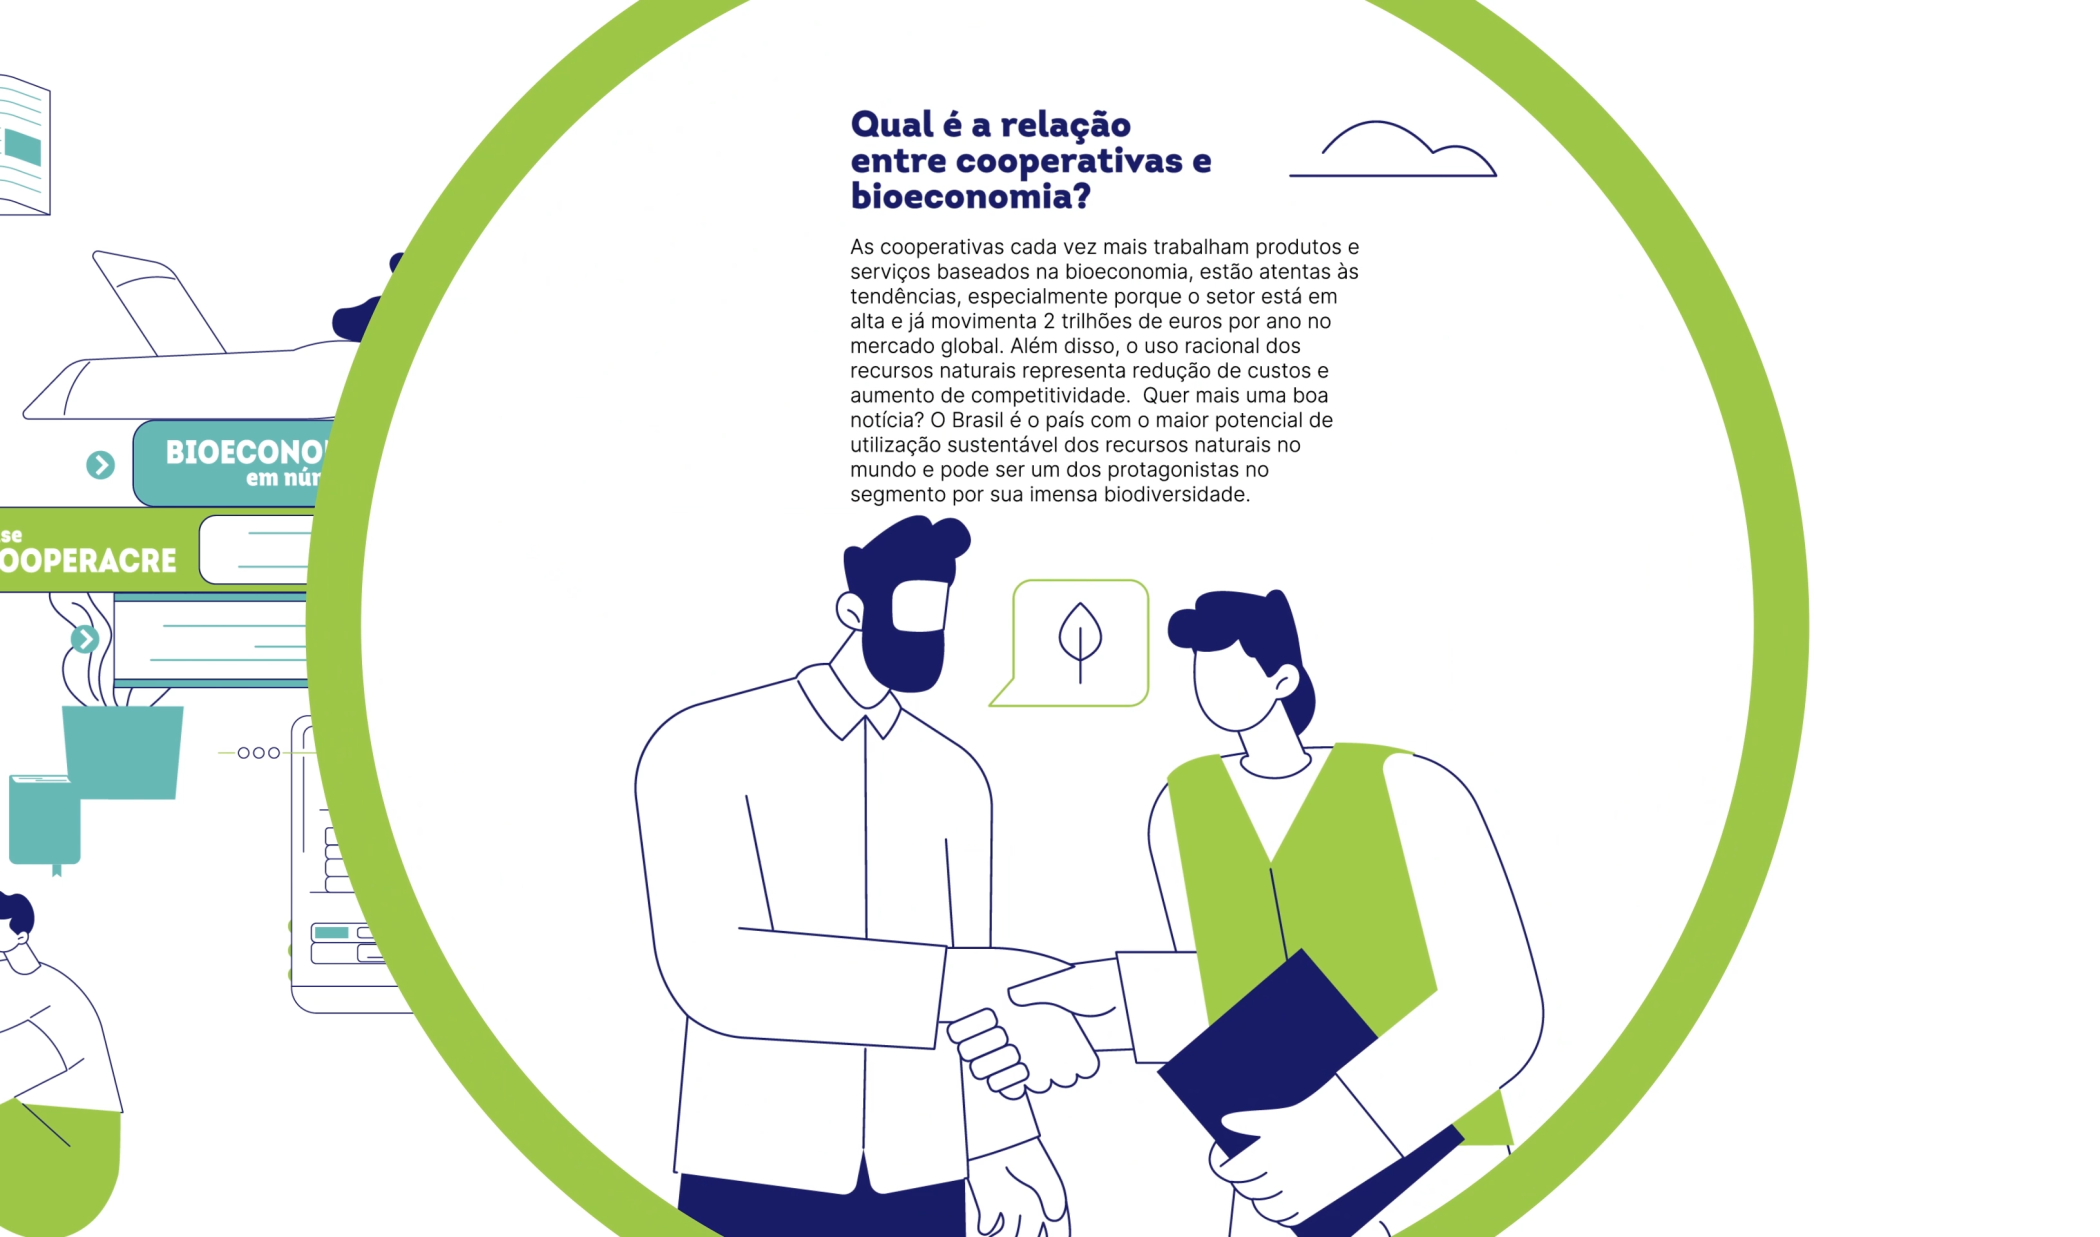 Qual é a relação
entre cooperativas e
bioeconomia?
As cooperativas cada vez mais trabalham produtos e
serviços baseados na bioeconomia, estão atentas às
tendências, especialmente porque o setor está em
alta e já movimenta 2 trilhões de euros por ano no
mercado global. Além disso, o uso racional dos
recursos naturais representa redução de custos e
aumento de competitividade.  Quer mais uma boa
notícia? O Brasil é o país com o maior potencial de
utilização sustentável dos recursos naturais no
mundo e pode ser um dos protagonistas no
segmento por sua imensa biodiversidade.
BIOECONO
em núr
se
OOPERACRE